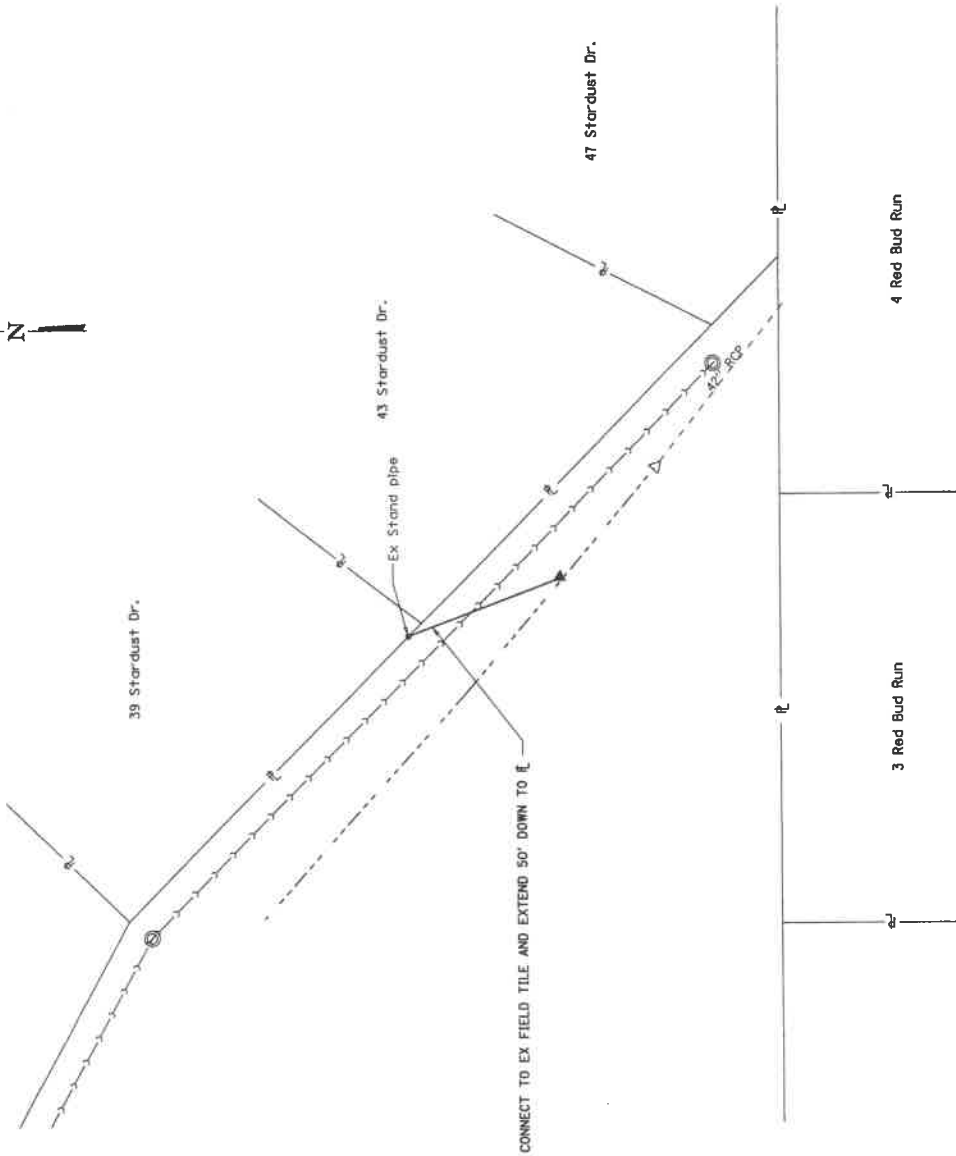 N
39 Stardust Dr.
43 Stardust Dr.
47 Stardust Dr.
Ex Stand pipe
42" RCP
CONNECT TO EX FIELD TILE AND EXTEND 50' DOWN TO ℄
3 Red Bud Run
4 Red Bud Run